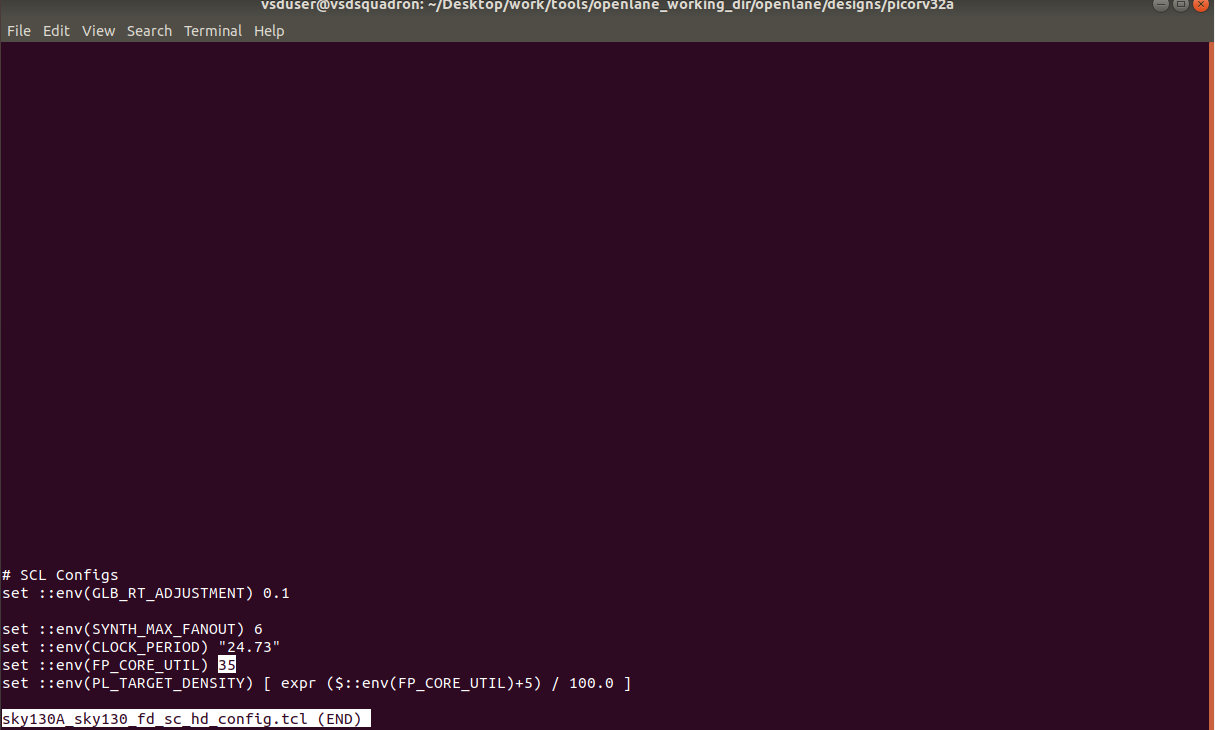 vsduser@vsdsquadron: ~/Desktop/work/tools/openlane_working_dir/openlane/designs/picorv32a
File Edit View Search Terminal Help
# SCL Configs
set ::env(GLB_RT_ADJUSTMENT) 0.1
set ::env(SYNTH_MAX_FANOUT) 6
set ::env(CLOCK_PERIOD) "24.73"
set ::env(FP_CORE_UTIL) 35
set ::env(PL_TARGET_DENSITY) [ expr ($::env(FP_CORE_UTIL)+5) / 100.0 ]
sky130A_sky130_fd_sc_hd_config.tcl (END)